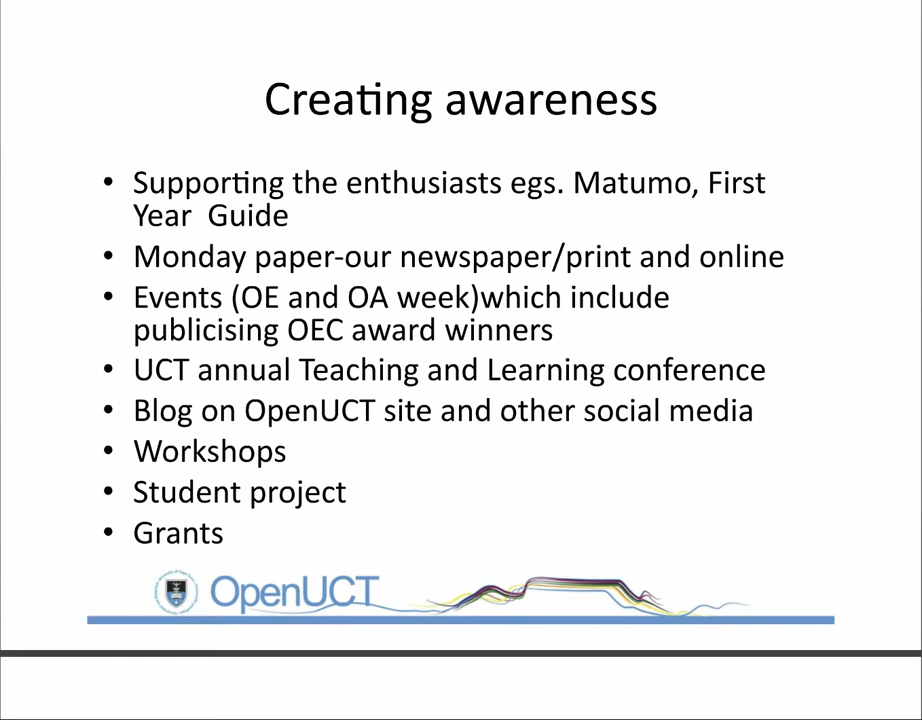 Creating awareness
• Supporting the enthusiasts egs. Matumo, First
Year  Guide
• Monday paper-our newspaper/print and online
• Events (OE and OA week)which include
publicising OEC award winners
• UCT annual Teaching and Learning conference
• Blog on OpenUCT site and other social media
• Workshops
• Student project
• Grants
OpenUCT